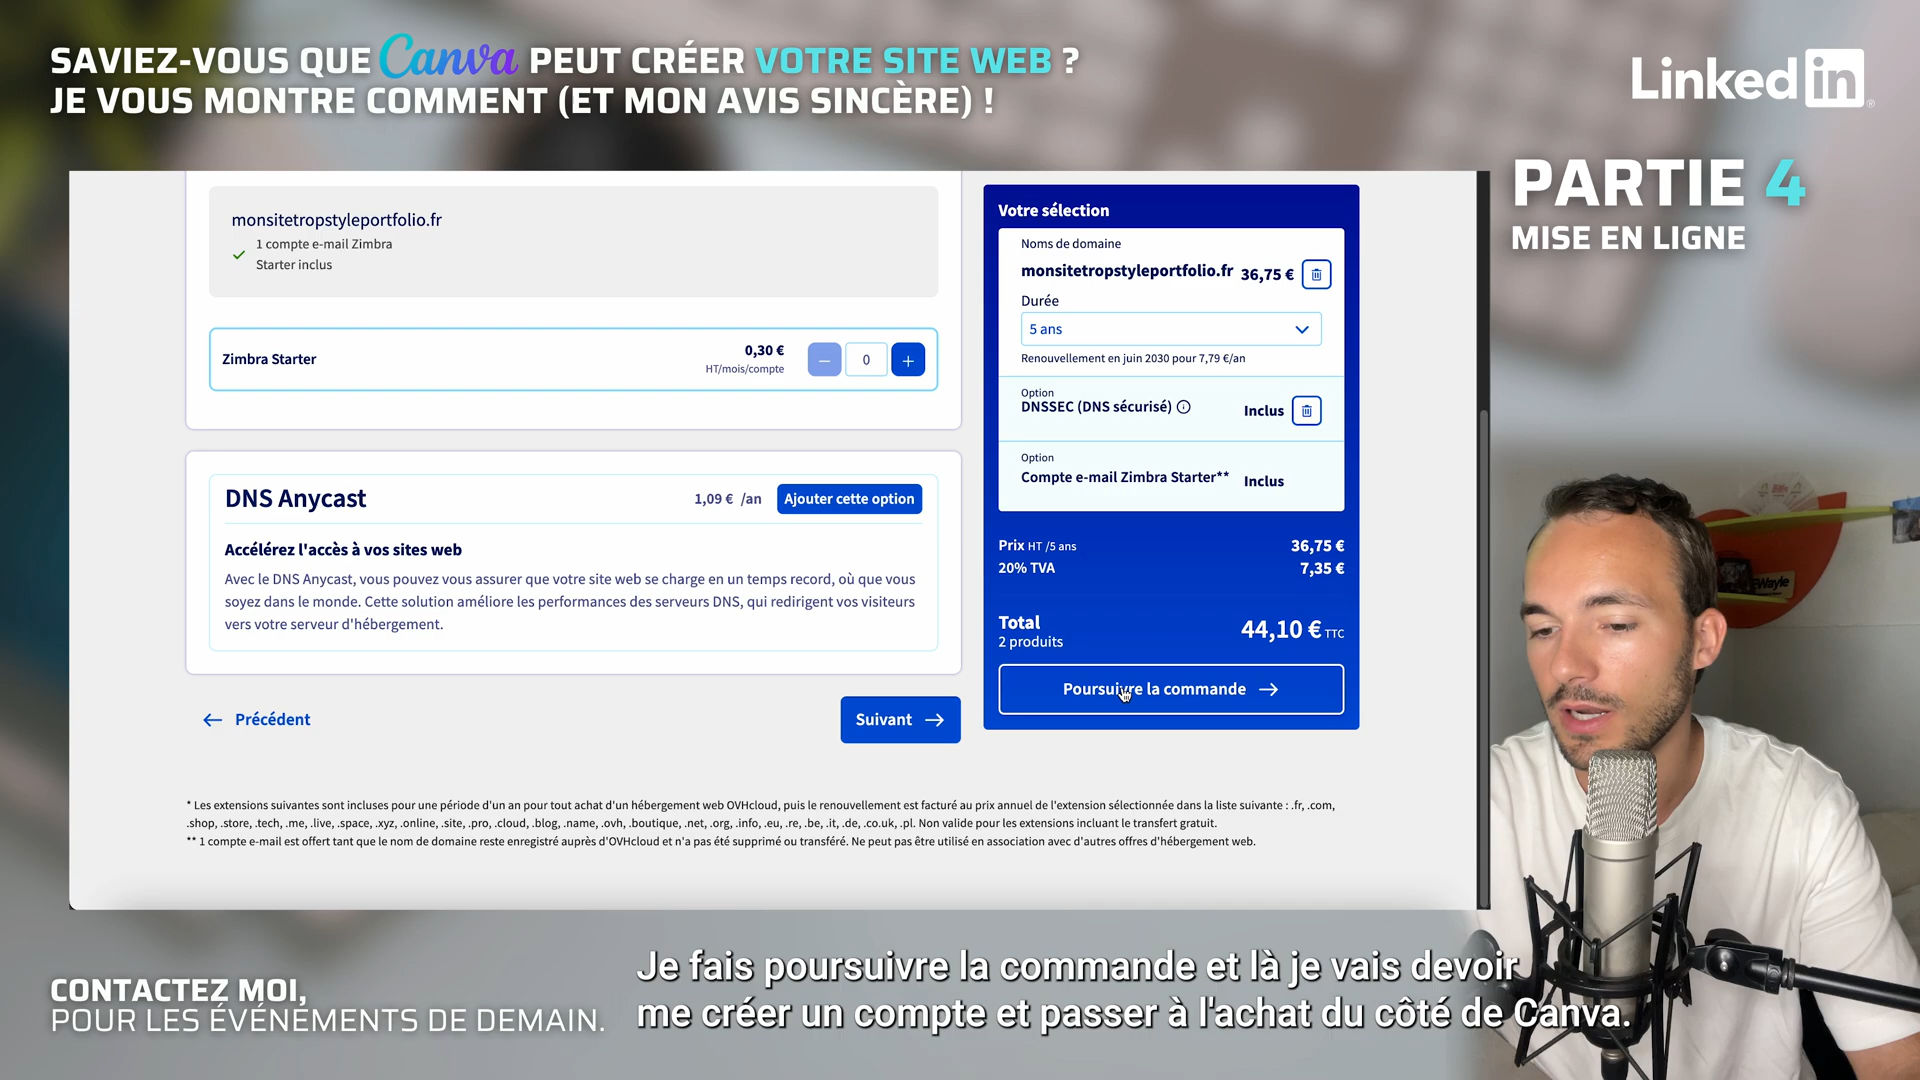 SAVIEZ-VOUS QUE Canva PEUT CRÉER VOTRE SITE WEB ?
JE VOUS MONTRE COMMENT (ET MON AVIS SINCÈRE) !
Linked in
PARTIE 4
MISE EN LIGNE
monsitetropstyleportfolio.fr
1 compte e-mail Zimbra
Starter inclus
Zimbra Starter
0,30 €
HT/mois/compte
− 0 +
DNS Anycast
1,09 € /an
Ajouter cette option
Accélérez l'accès à vos sites web
Avec le DNS Anycast, vous pouvez vous assurer que votre site web se charge en un temps record, où que vous
soyez dans le monde. Cette solution améliore les performances des serveurs DNS, qui redirigent vos visiteurs
vers votre serveur d'hébergement.
← Précédent
Suivant →
Votre sélection
Noms de domaine
monsitetropstyleportfolio.fr 36,75 €
Durée
5 ans
Renouvellement en juin 2030 pour 7,79 €/an
Option
DNSSEC (DNS sécurisé)
Inclus
Option
Compte e-mail Zimbra Starter**
Inclus
Prix HT /5 ans 36,75 €
20% TVA 7,35 €
Total
2 produits
44,10 € TTC
Poursuivre la commande →
* Les extensions suivantes sont incluses pour une période d'un an pour tout achat d'un hébergement web OVHcloud, puis le renouvellement est facturé au prix annuel de l'extension sélectionnée dans la liste suivante : .fr, .com,
.shop, .store, .tech, .me, .live, .space, .xyz, .online, .site, .pro, .cloud, .blog, .name, .ovh, .boutique, .net, .org, .info, .eu, .re, .be, .it, .de, .co.uk, .pl. Non valide pour les extensions incluant le transfert gratuit.
** 1 compte e-mail est offert tant que le nom de domaine reste enregistré auprès d'OVHcloud et n'a pas été supprimé ou transféré. Ne peut pas être utilisé en association avec d'autres offres d'hébergement web.
CONTACTEZ MOI,
POUR LES ÉVÉNEMENTS DE DEMAIN.
Je fais poursuivre la commande et là je vais devoir
me créer un compte et passer à l'achat du côté de Canva.